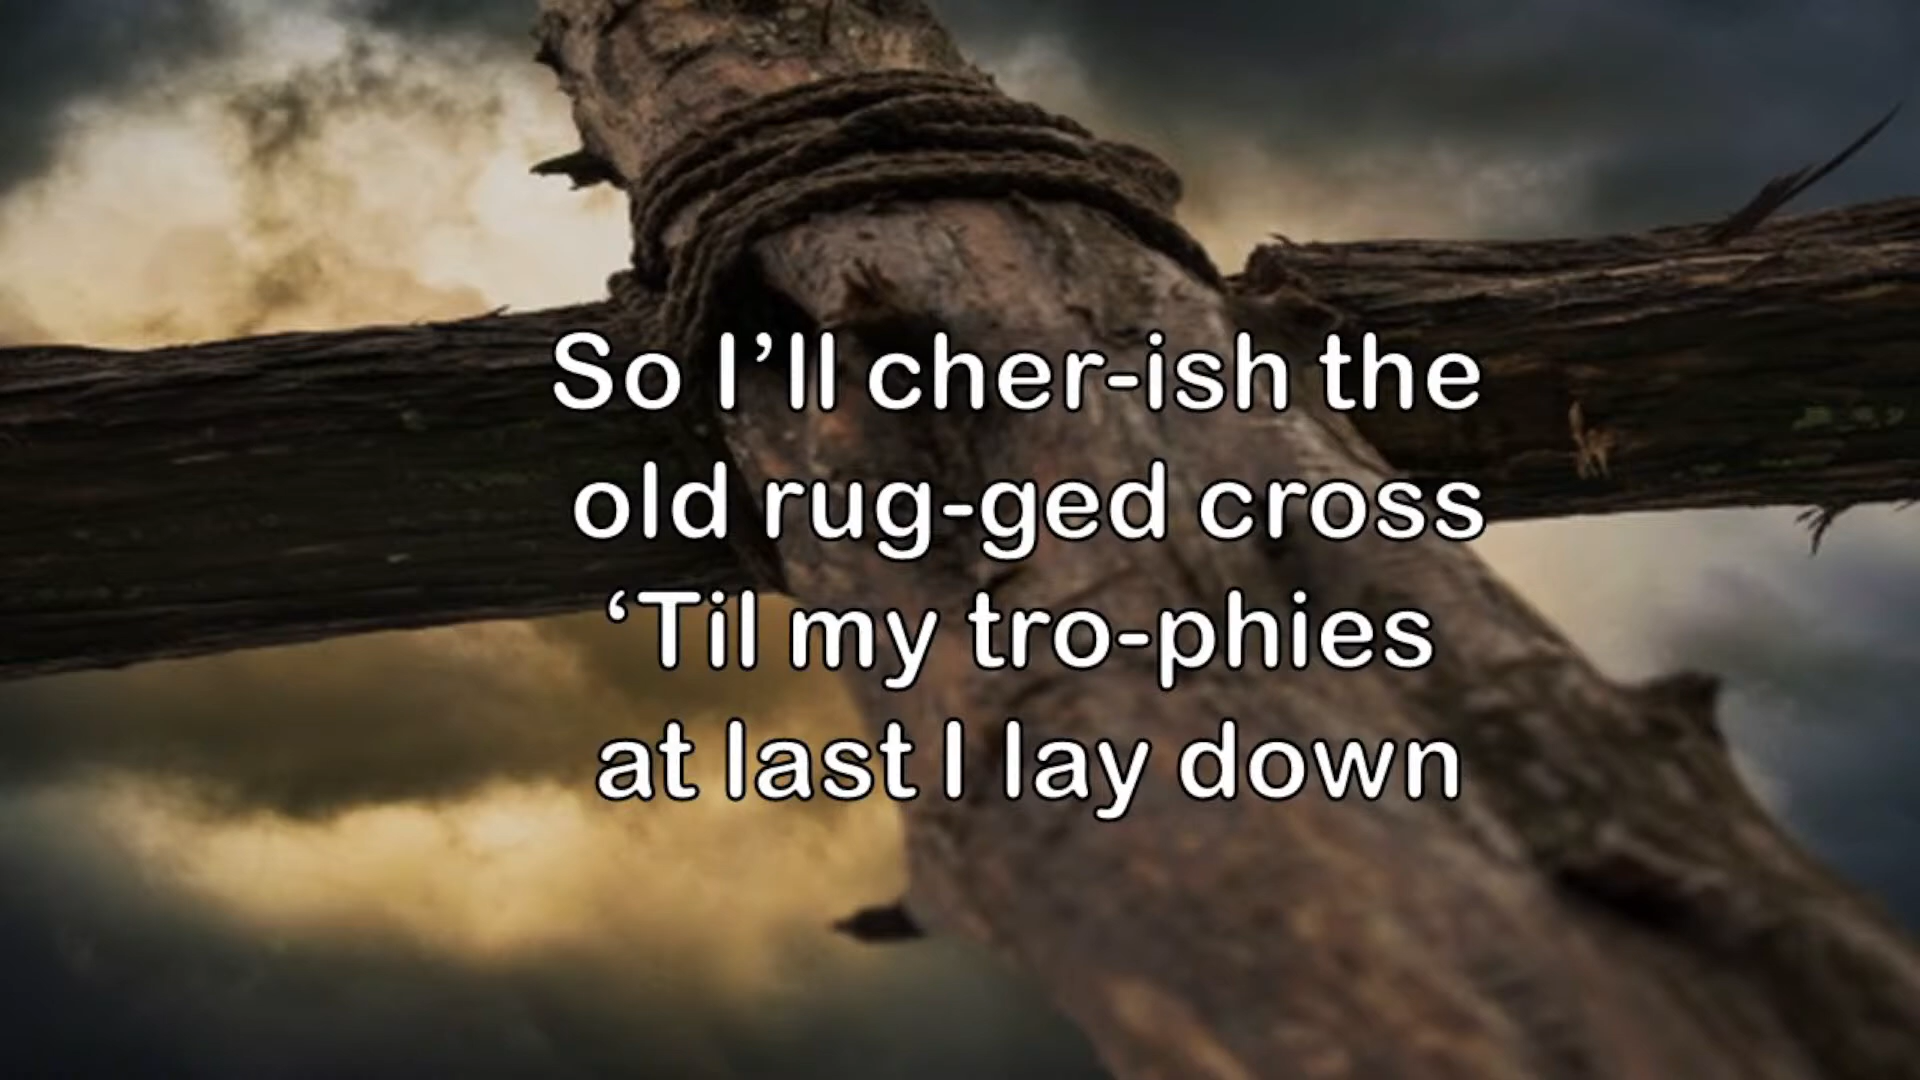 So I’ll cher-ish the
old rug-ged cross
‘Til my tro-phies
at last I lay down